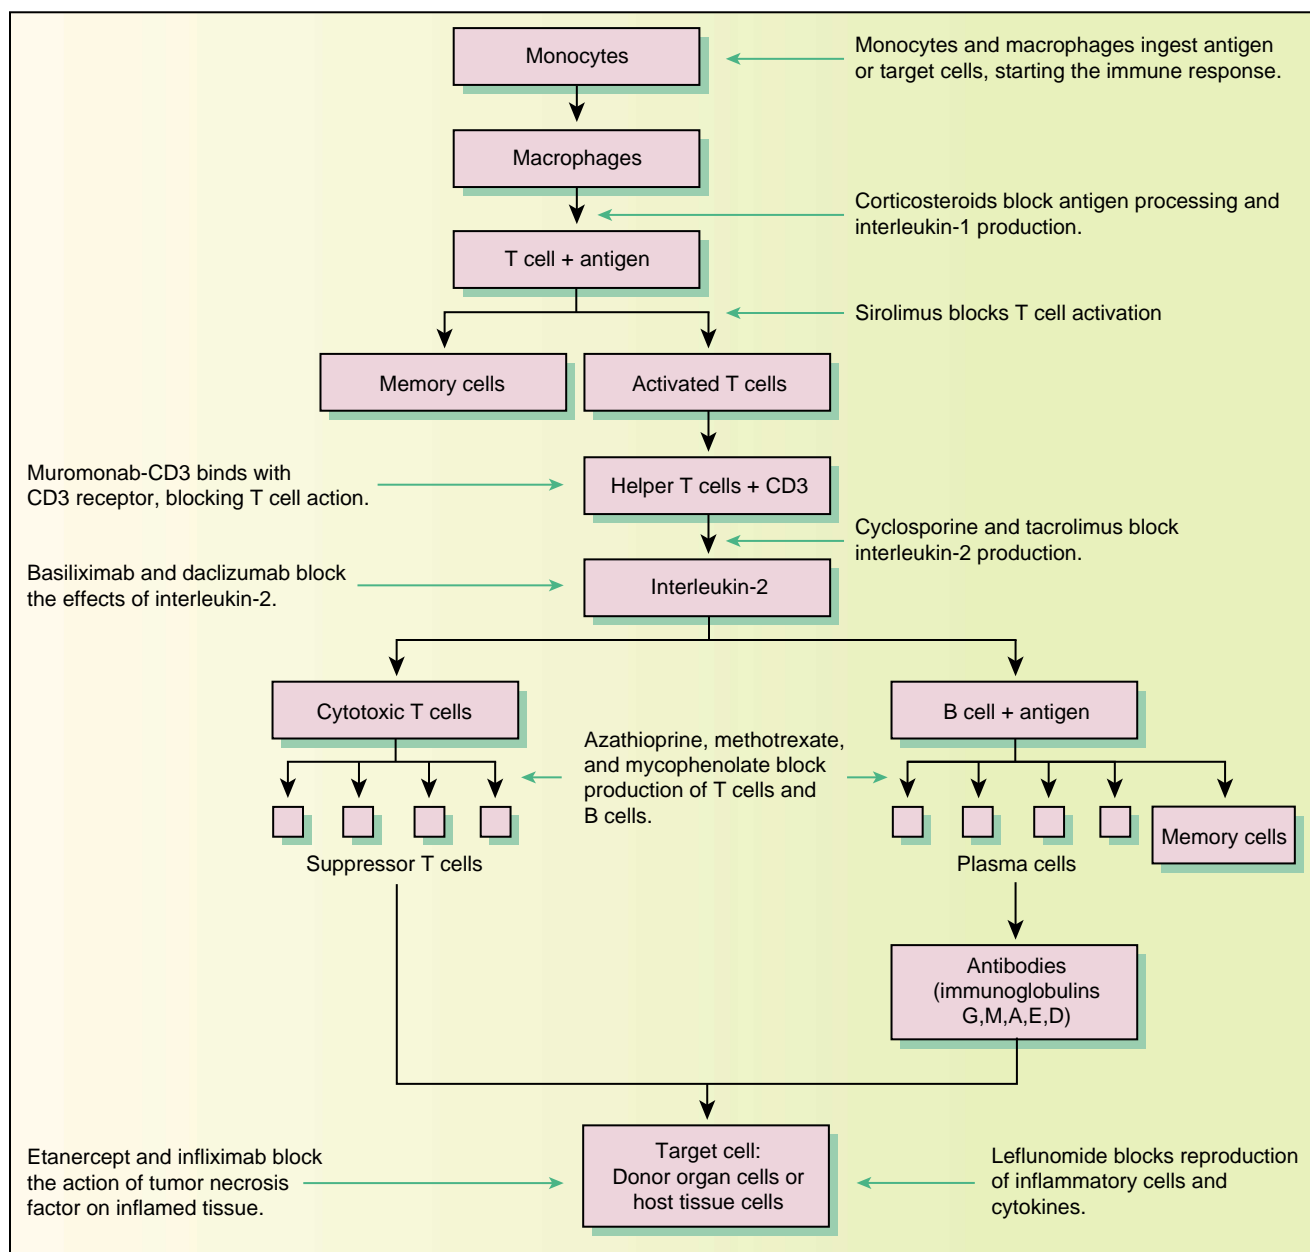 Monocytes
Monocytes and macrophages ingest antigen
or target cells, starting the immune response.
Macrophages
Corticosteroids block antigen processing and
interleukin-1 production.
T cell + antigen
Sirolimus blocks T cell activation
Memory cells
Activated T cells
Muromonab-CD3 binds with
CD3 receptor, blocking T cell action.
Helper T cells + CD3
Cyclosporine and tacrolimus block
interleukin-2 production.
Basiliximab and daclizumab block
the effects of interleukin-2.
Interleukin-2
Cytotoxic T cells
B cell + antigen
Azathioprine, methotrexate,
and mycophenolate block
production of T cells and
B cells.
Memory cells
Suppressor T cells
Plasma cells
Antibodies
(immunoglobulins
G,M,A,E,D)
Etanercept and infliximab block
the action of tumor necrosis
factor on inflamed tissue.
Target cell:
Donor organ cells or
host tissue cells
Leflunomide blocks reproduction
of inflammatory cells and
cytokines.